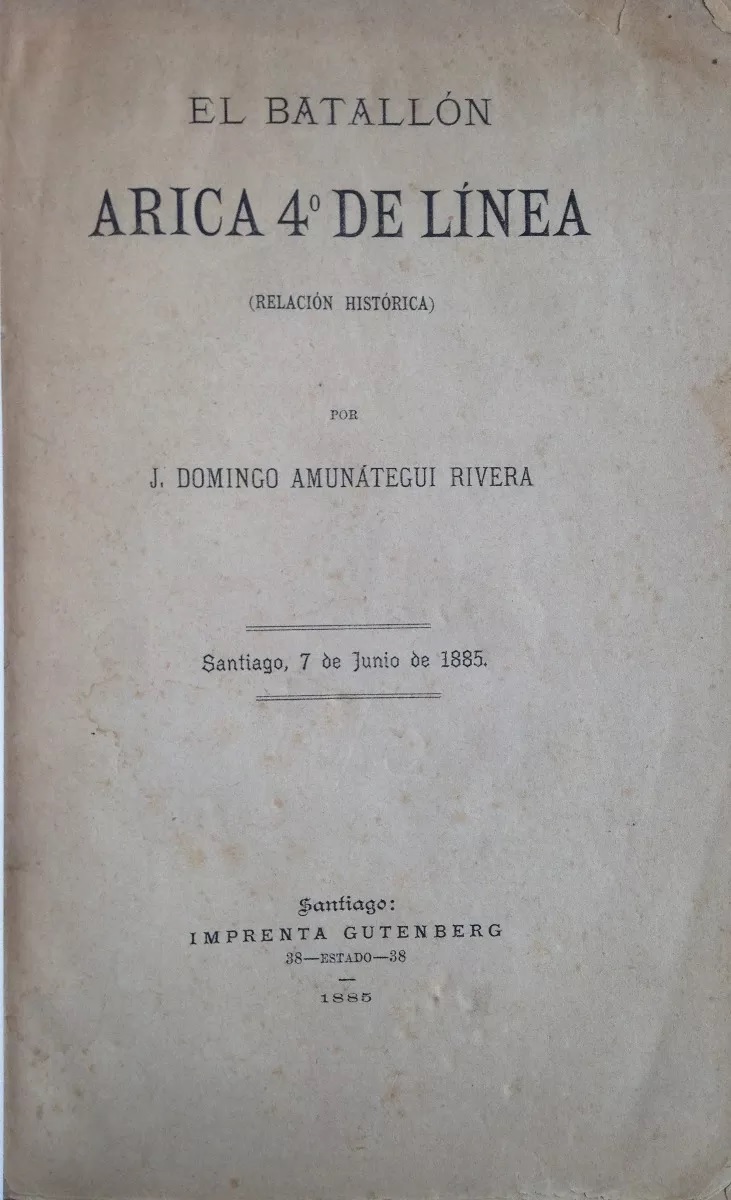 EL BATALLÓN
ARICA 4º DE LÍNEA
(RELACIÓN HISTÓRICA)
POR
J. DOMINGO AMUNÁTEGUI RIVERA
Santiago, 7 de Junio de 1885.
Santiago:
IMPRENTA GUTENBERG
38—ESTADO—38
1885